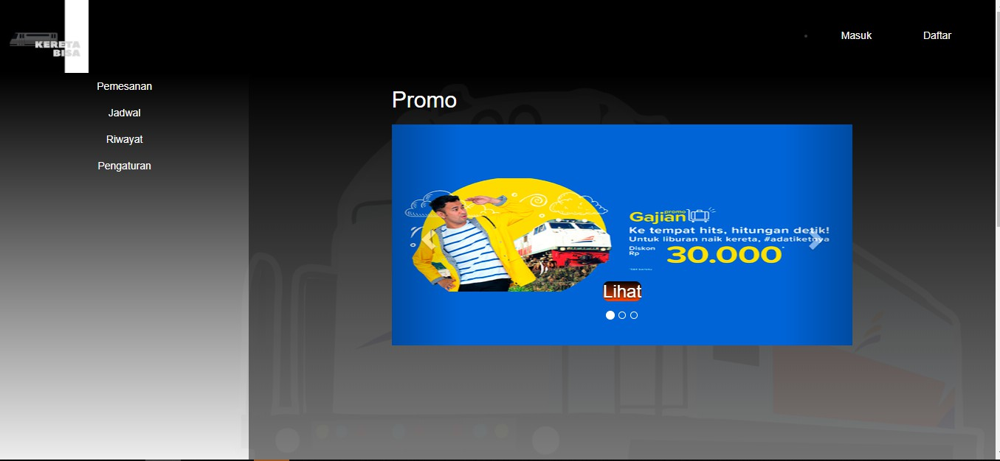 KERETA
BISA
Masuk
Daftar
Pemesanan
Jadwal
Riwayat
Pengaturan
Promo
promo
Gajian
Ke tempat hits, hitungan detik!
Untuk liburan naik kereta, #adatiketnya
Diskon
Rp
30.000
Lihat